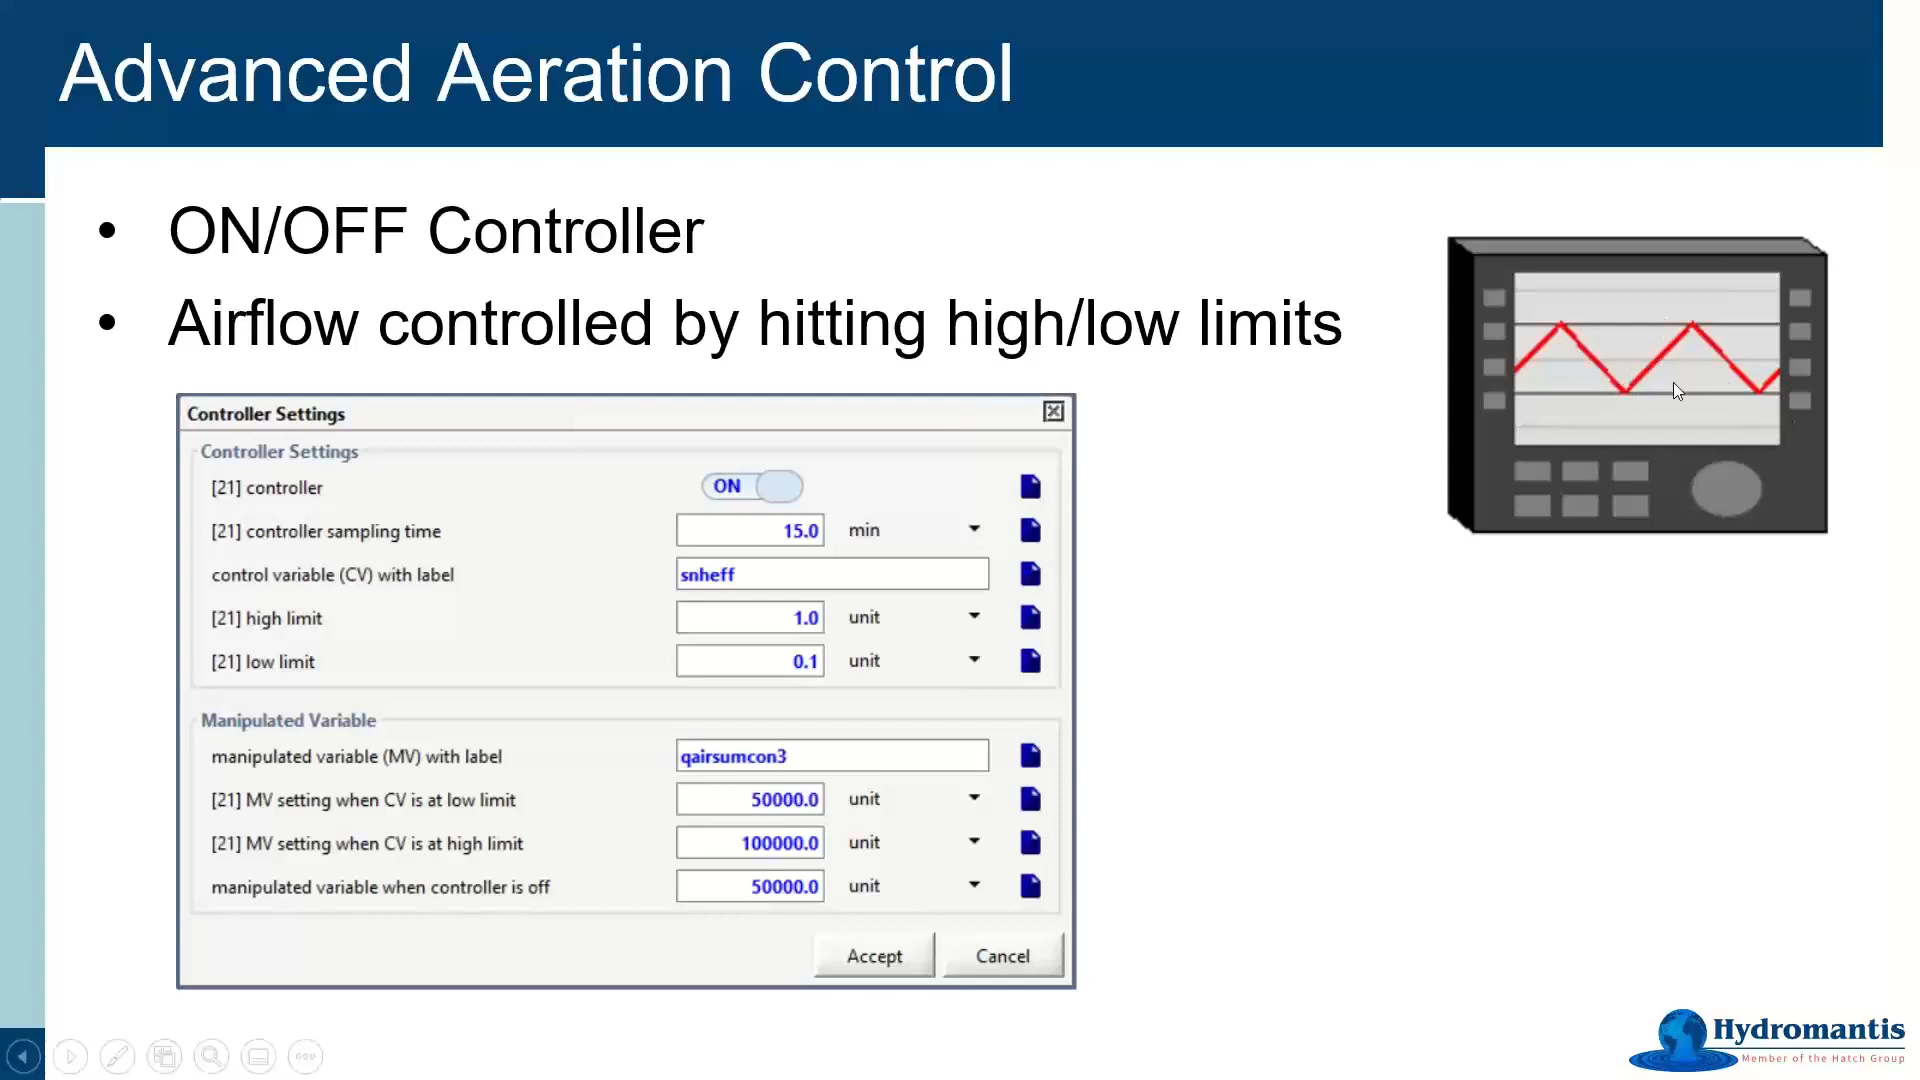 Advanced Aeration Control
• ON/OFF Controller
• Airflow controlled by hitting high/low limits
Controller Settings
Controller Settings
[21] controller ON
[21] controller sampling time 15.0 min
control variable (CV) with label snheff
[21] high limit 1.0 unit
[21] low limit 0.1 unit
Manipulated Variable
manipulated variable (MV) with label qairsumcon3
[21] MV setting when CV is at low limit 50000.0 unit
[21] MV setting when CV is at high limit 100000.0 unit
manipulated variable when controller is off 50000.0 unit
Accept Cancel
Hydromantis
Member of the Hatch Group